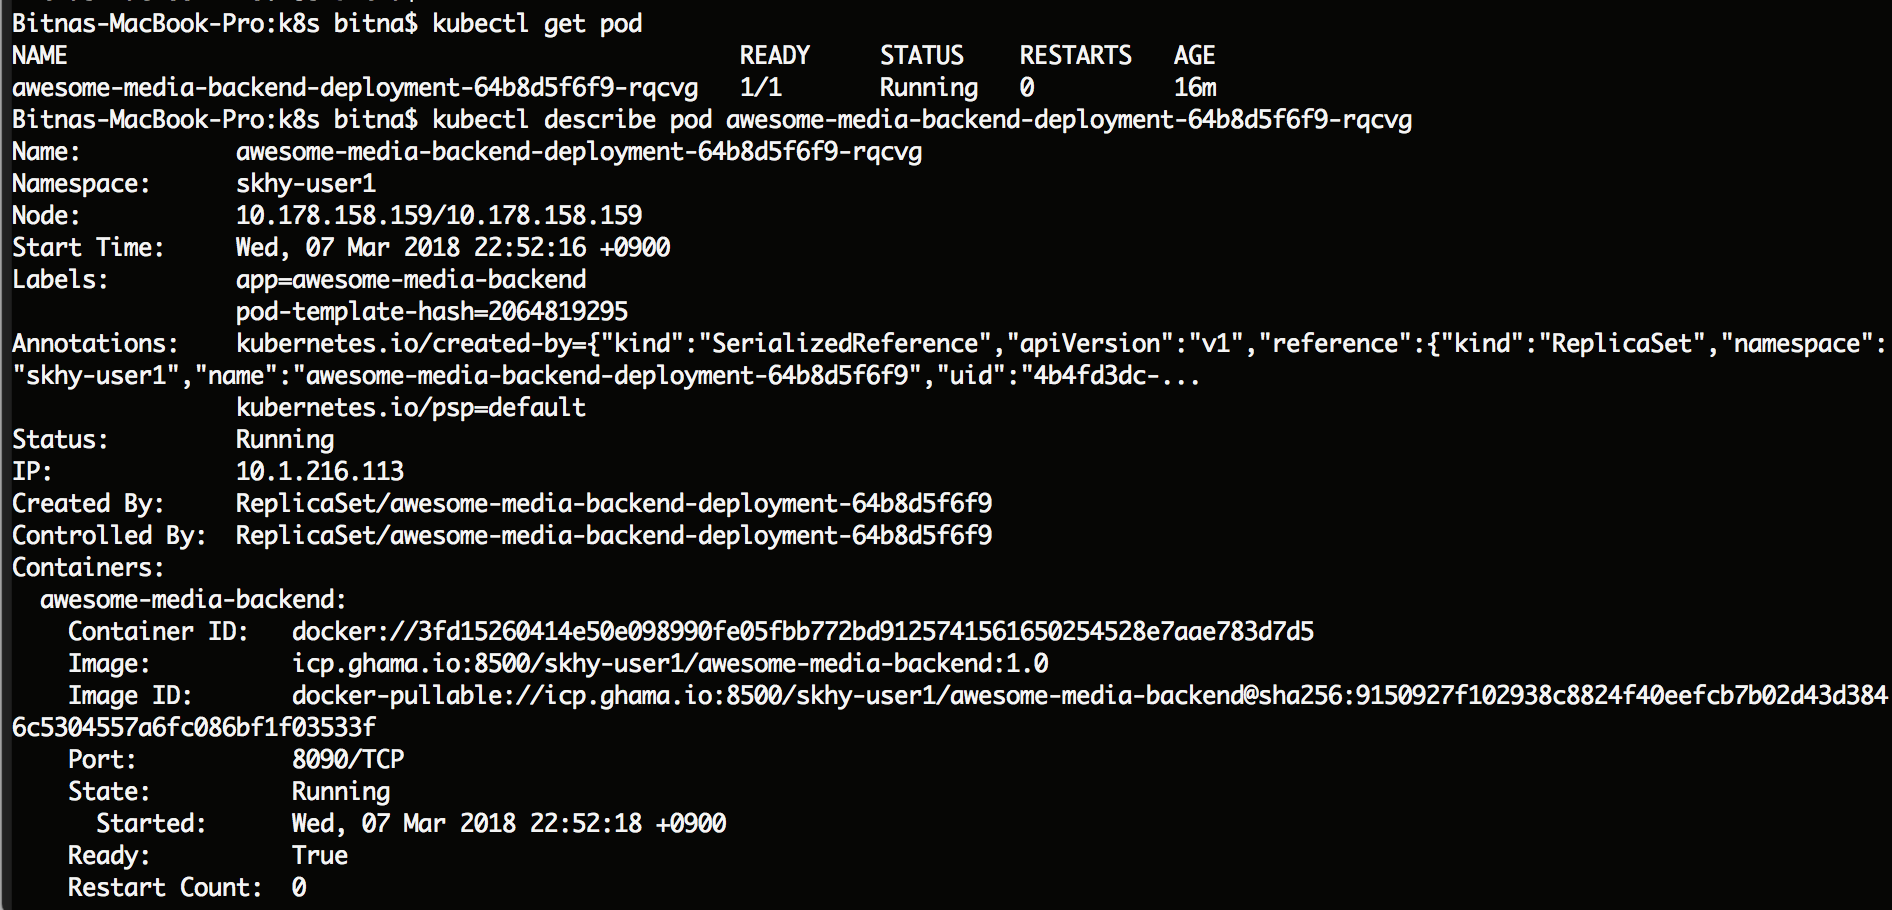 Bitnas-MacBook-Pro:k8s bitna$ kubectl get pod
NAME READY STATUS RESTARTS AGE
awesome-media-backend-deployment-64b8d5f6f9-rqcvg 1/1 Running 0 16m
Bitnas-MacBook-Pro:k8s bitna$ kubectl describe pod awesome-media-backend-deployment-64b8d5f6f9-rqcvg
Name: awesome-media-backend-deployment-64b8d5f6f9-rqcvg
Namespace: skhy-user1
Node: 10.178.158.159/10.178.158.159
Start Time: Wed, 07 Mar 2018 22:52:16 +0900
Labels: app=awesome-media-backend
pod-template-hash=2064819295
Annotations: kubernetes.io/created-by={"kind":"SerializedReference","apiVersion":"v1","reference":{"kind":"ReplicaSet","namespace":
"skhy-user1","name":"awesome-media-backend-deployment-64b8d5f6f9","uid":"4b4fd3dc-...
kubernetes.io/psp=default
Status: Running
IP: 10.1.216.113
Created By: ReplicaSet/awesome-media-backend-deployment-64b8d5f6f9
Controlled By: ReplicaSet/awesome-media-backend-deployment-64b8d5f6f9
Containers:
awesome-media-backend:
Container ID: docker://3fd15260414e50e098990fe05fbb772bd9125741561650254528e7aae783d7d5
Image: icp.ghama.io:8500/skhy-user1/awesome-media-backend:1.0
Image ID: docker-pullable://icp.ghama.io:8500/skhy-user1/awesome-media-backend@sha256:9150927f102938c8824f40eefcb7b02d43d384
6c5304557a6fc086bf1f03533f
Port: 8090/TCP
State: Running
Started: Wed, 07 Mar 2018 22:52:18 +0900
Ready: True
Restart Count: 0